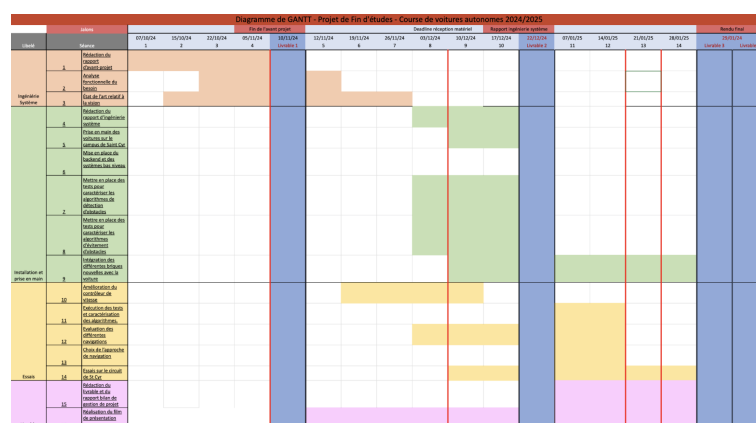 Diagramme de GANTT - Projet de Fin d'études - Course de voitures autonomes 2024/2025
Jalons Fin de l'avant projet Deadline réception matériel Rapport ingénierie système Rendu final
07/10/24 15/10/24 22/10/24 05/11/24 10/11/24 12/11/24 19/11/24 26/11/24 03/12/24 10/12/24 17/12/24 22/12/24 07/01/25 14/01/25 21/01/25 28/01/25
Libellé Séance 1 2 3 4 Livrable 1 5 6 7 8 9 10 Livrable 2 11 12 13 14 Livrable 3 Livrable
Ingéniérie
Système
1 Rédaction du
rapport
d'avant-projet
2 Analyse
fonctionnelle du
besoin
3 État de l'art relatif à
la vision
Installation et
prise en main
4 Rédaction du
rapport d'ingénierie
système
5 Prise en main des
voitures sur le
campus de Saint Cyr
6 Mise en place du
backend et des
systèmes bas niveau
7 Mettre en place des
tests pour
caractériser les
algorithmes de
détection
d'obstacles
8 Mettre en place des
tests pour
caractériser les
algorithmes
d'évitement
d'obstacles
9 Intégration des
différentes briques
nouvelles avec la
voiture
Essais
10 Amélioration du
contrôleur de
vitesse
11 Exécution des tests
et caractérisation
des algorithmes.
12 Evaluation des
différentes
navigations
13 Choix de l'approche
de navigation
14 Essais sur le circuit
de St Cyr
15 Rédaction du
livrable et du
rapport bilan de
gestion de projet
Réalisation du film
de présentation